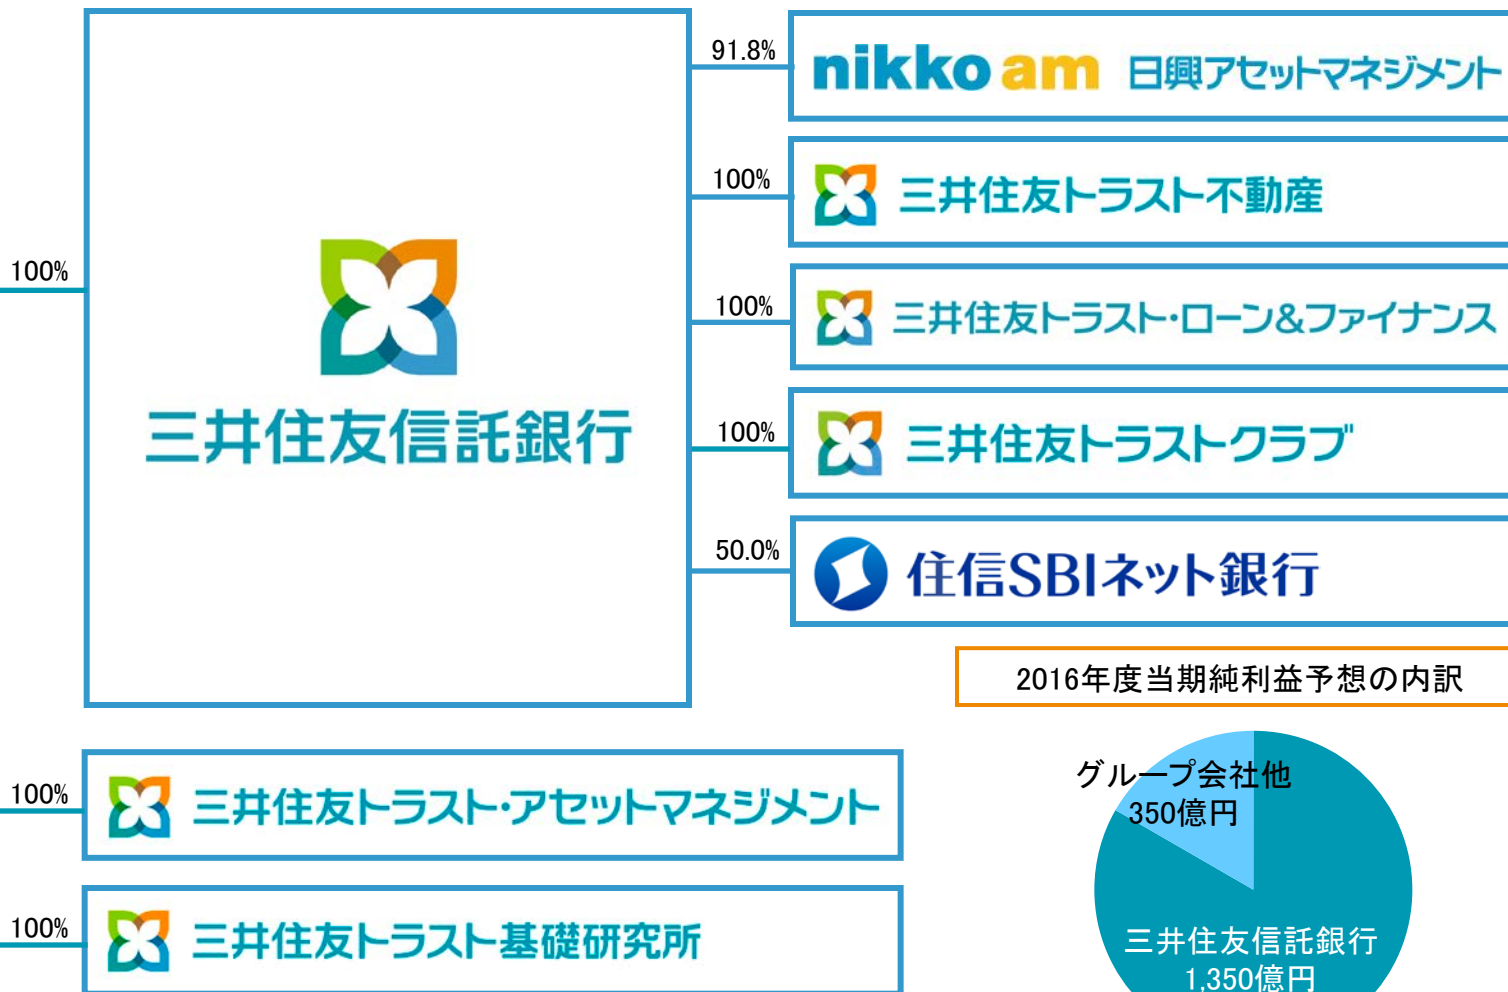 100%
三井住友信託銀行
91.8%
nikko am 日興アセットマネジメント
100%
三井住友トラスト不動産
100%
三井住友トラスト・ローン&ファイナンス
100%
三井住友トラストクラブ
50.0%
住信SBIネット銀行
100%
三井住友トラスト・アセットマネジメント
100%
三井住友トラスト基礎研究所
2016年度当期純利益予想の内訳
グループ会社他
350億円
三井住友信託銀行
1,350億円